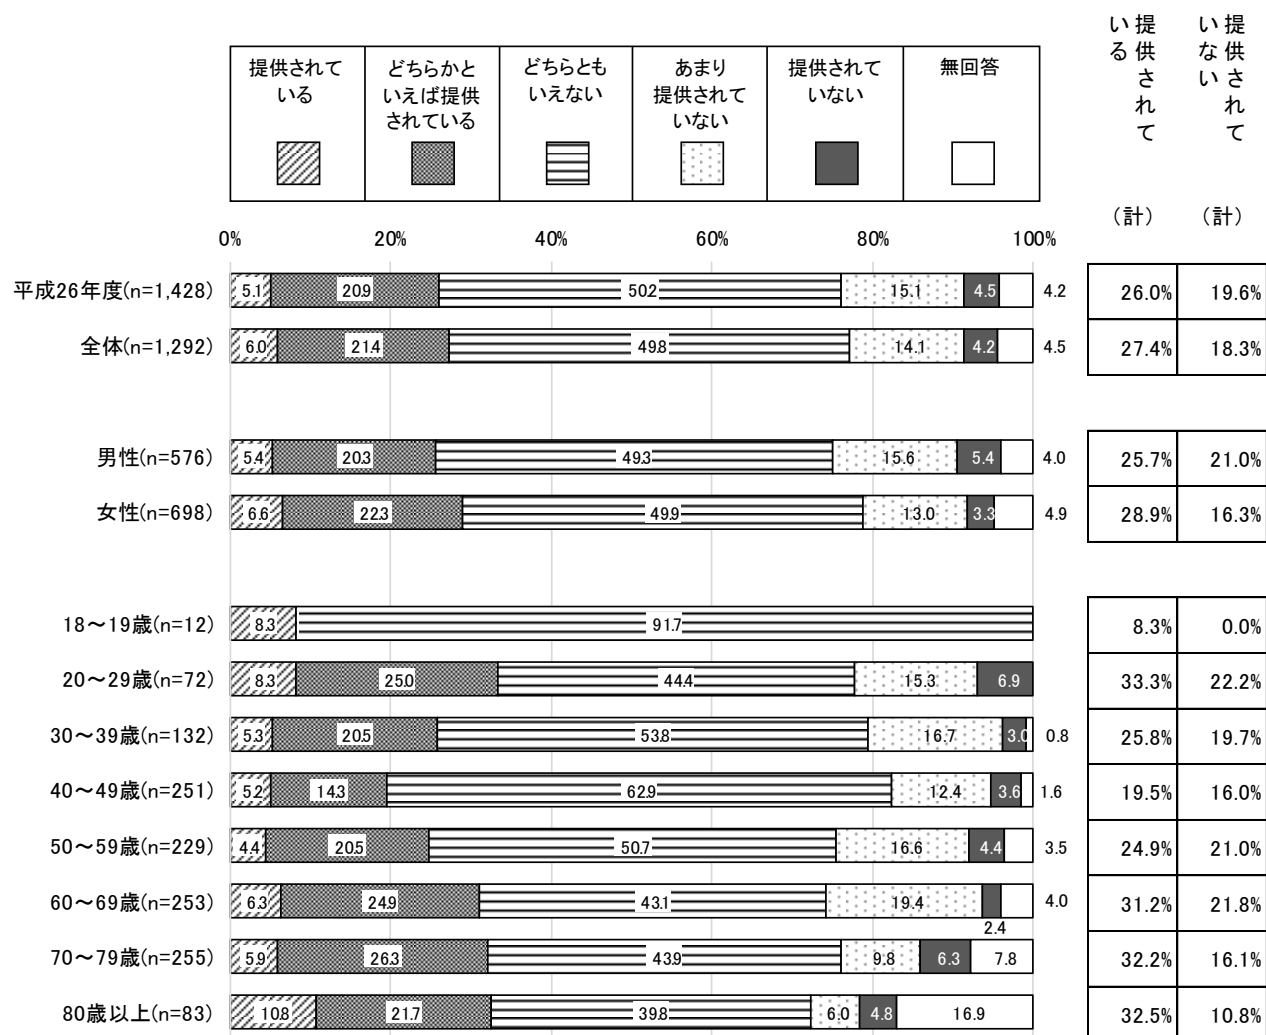 提供されて
いる
どちらかと
いえば提供
されている
どちらとも
いえない
あまり
提供されて
いない
提供されて
いない
無回答
提供されて
いる
（計）
提供されて
いない
（計）
0%
20%
40%
60%
80%
100%
平成26年度(n=1,428) 5.1 20.9 50.2 15.1 4.5 4.2 26.0% 19.6%
全体(n=1,292) 6.0 21.4 49.8 14.1 4.2 4.5 27.4% 18.3%
男性(n=576) 5.4 20.3 49.3 15.6 5.4 4.0 25.7% 21.0%
女性(n=698) 6.6 22.3 49.9 13.0 3.3 4.9 28.9% 16.3%
18～19歳(n=12) 8.3 91.7 8.3% 0.0%
20～29歳(n=72) 8.3 25.0 44.4 15.3 6.9 33.3% 22.2%
30～39歳(n=132) 5.3 20.5 53.8 16.7 3.0 0.8 25.8% 19.7%
40～49歳(n=251) 5.2 14.3 62.9 12.4 3.6 1.6 19.5% 16.0%
50～59歳(n=229) 4.4 20.5 50.7 16.6 4.4 3.5 24.9% 21.0%
60～69歳(n=253) 6.3 24.9 43.1 19.4 2.4 4.0 31.2% 21.8%
70～79歳(n=255) 5.9 26.3 43.9 9.8 6.3 7.8 32.2% 16.1%
80歳以上(n=83) 10.8 21.7 39.8 6.0 4.8 16.9 32.5% 10.8%